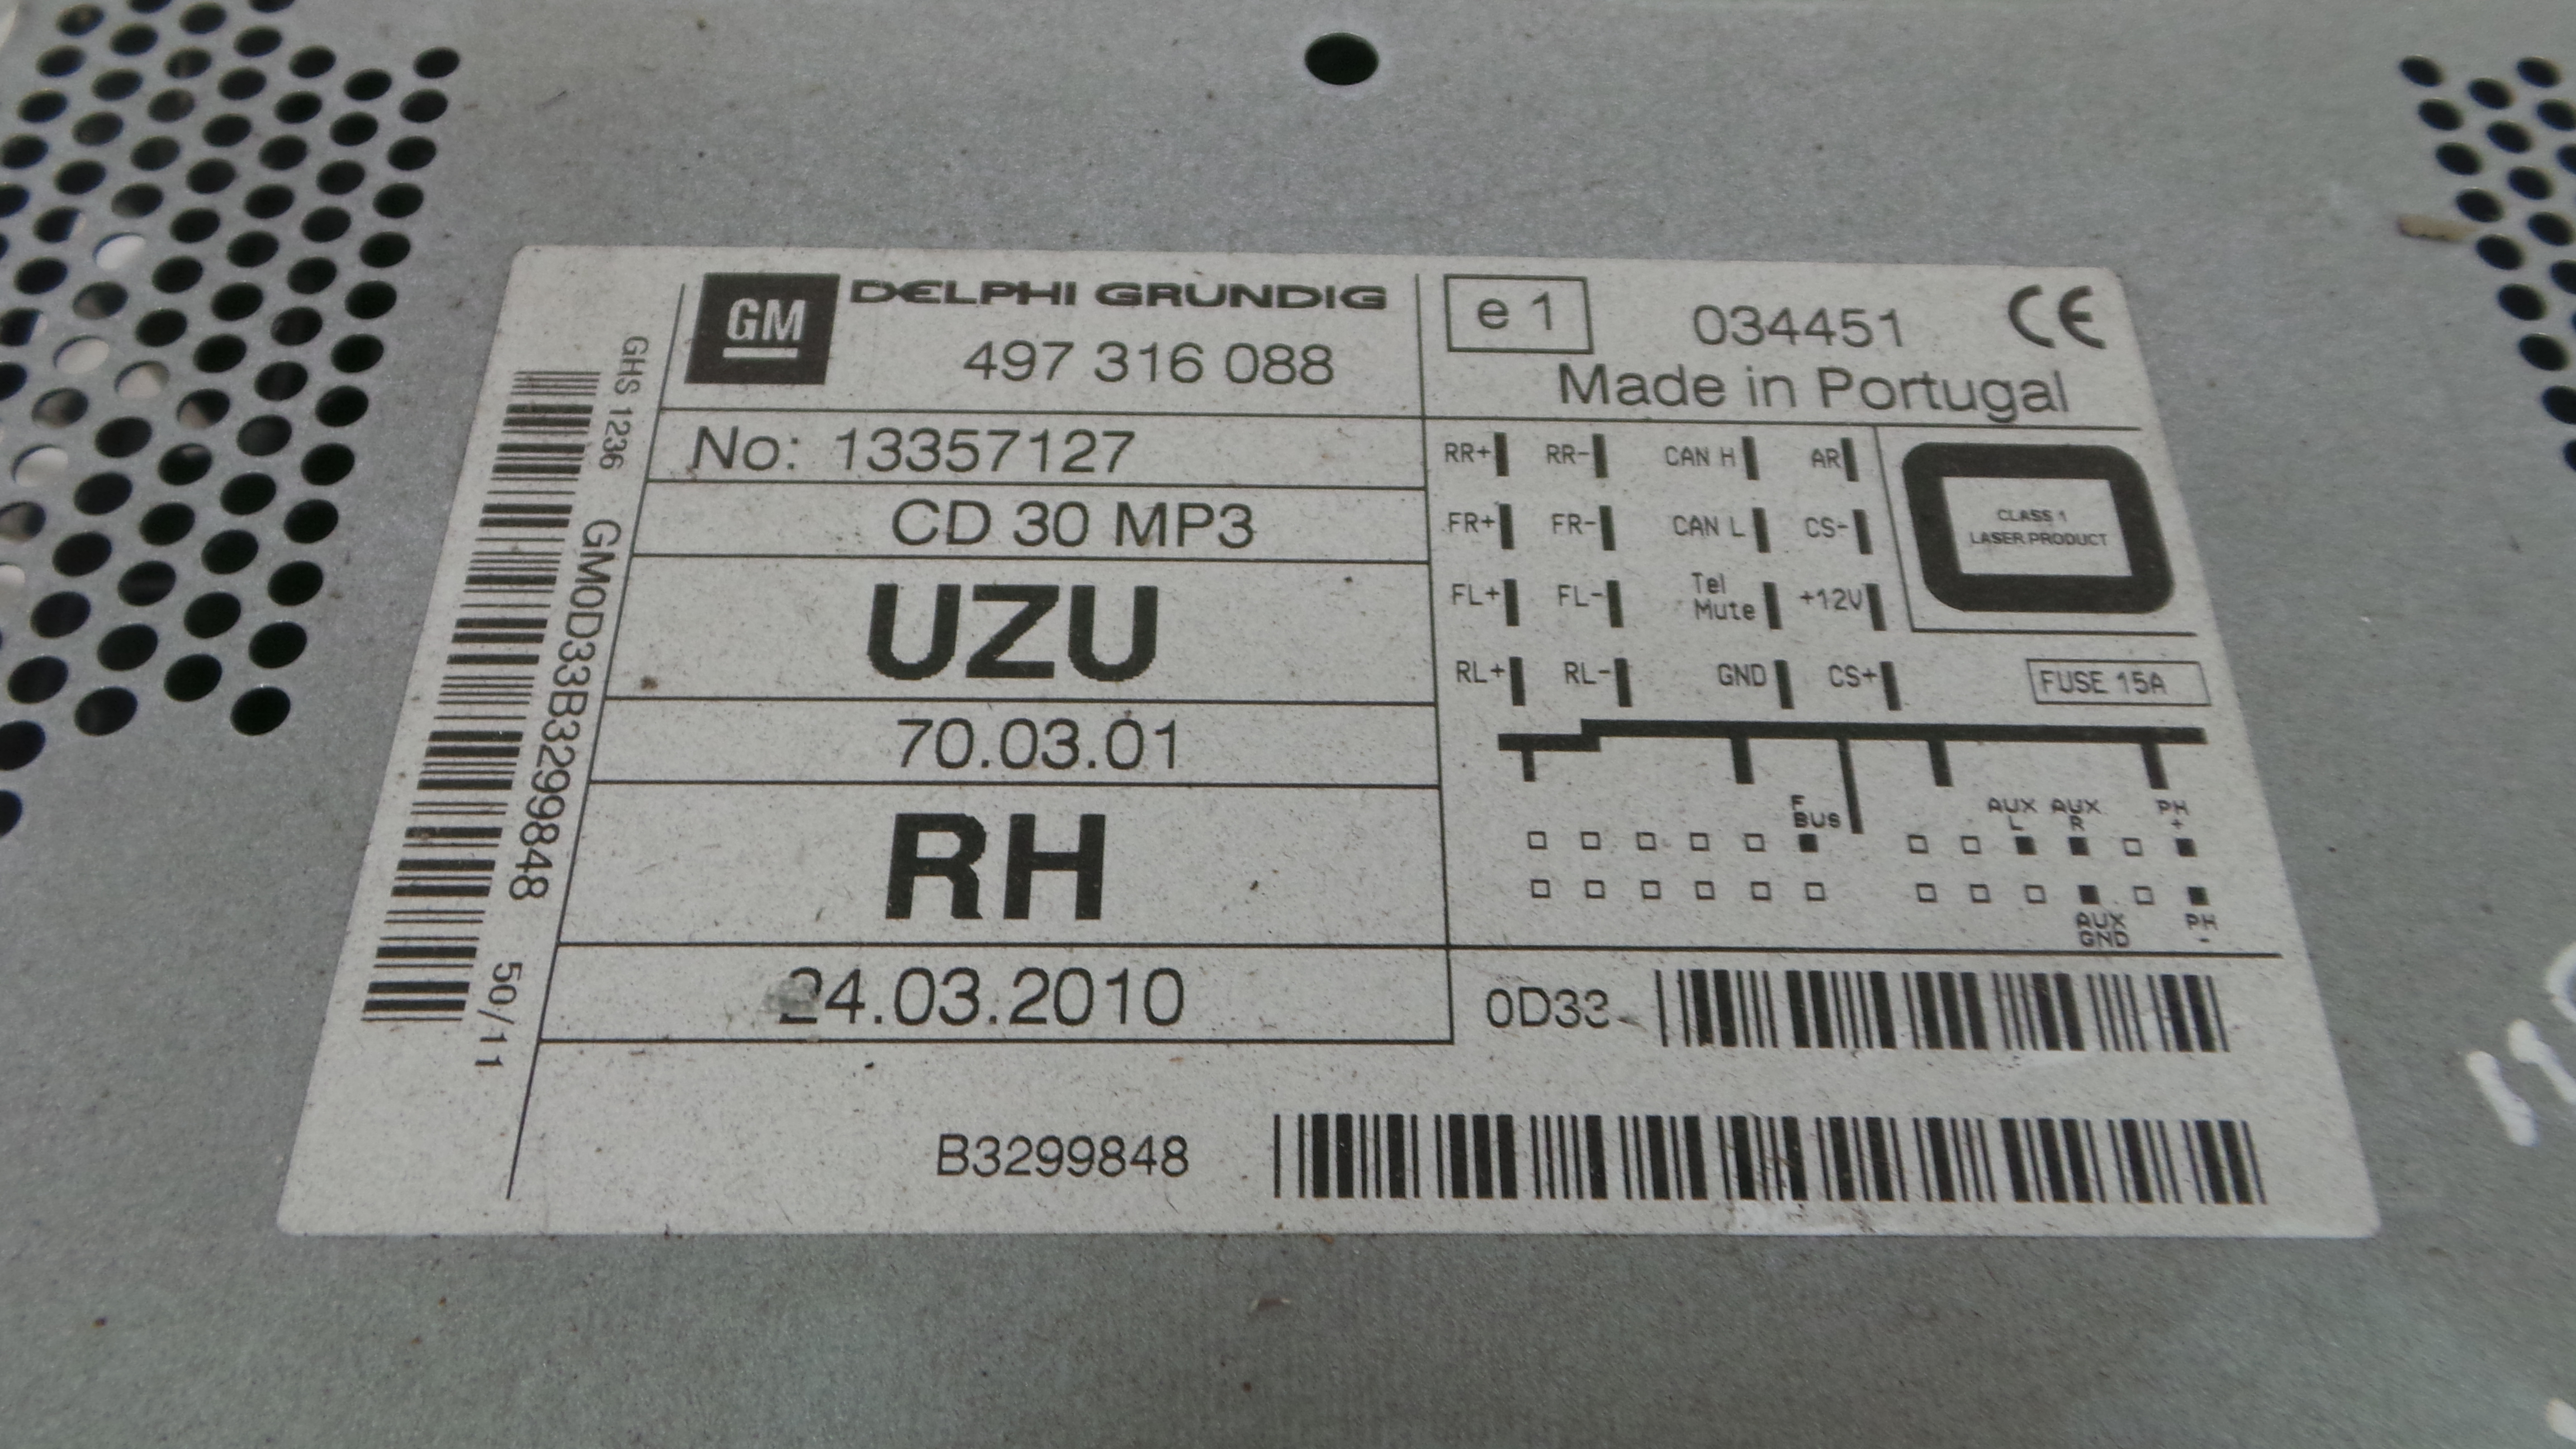 GM
DELPHI GRUNDIG
497 316 088
e1
034451
CE
Made in Portugal
No: 13357127
CD 30 MP3
UZU
70.03.01
RH
24.03.2010
GHS 1236 GM0D33B3299848 50/11
RR+ RR- CAN H AR
FR+ FR- CAN L CS-
FL+ FL- Tel Mute +12V
RL+ RL- GND CS+
CLASS 1
LASER PRODUCT
FUSE 15A
F BUS
AUX L
AUX R
PH +
AUX GND
PH -
0D33
B3299848